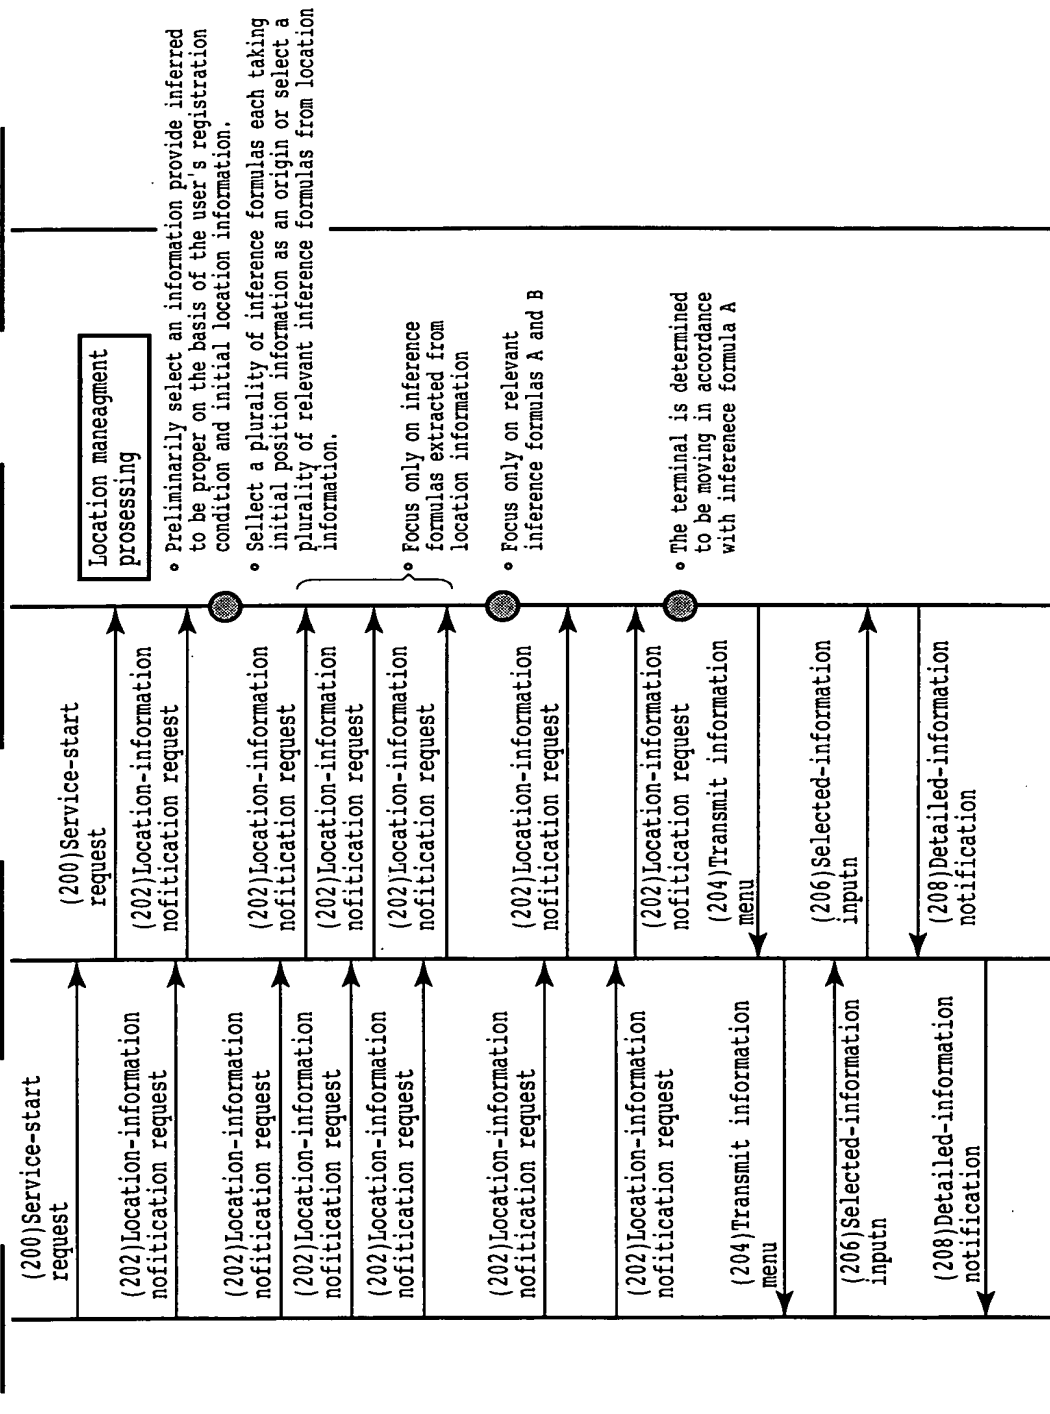 (200)Service-start
request
(202)Location-information
nofitication request
(202)Location-information
nofitication request
(202)Location-information
nofitication request
(202)Location-information
nofitication request
(202)Location-information
nofitication request
(202)Location-information
nofitication request
(204)Transmit information
menu
(206)Selected-information
inputn
(208)Detailed-information
notification
(200)Service-start
request
(202)Location-information
nofitication request
(202)Location-information
nofitication request
(202)Location-information
nofitication request
(202)Location-information
nofitication request
(202)Location-information
nofitication request
(202)Location-information
nofitication request
(204)Transmit information
menu
(206)Selected-information
inputn
(208)Detailed-information
notification
Location maneagment
prosessing
∘ Preliminarily select an information provide inferred
to be proper on the basis of the user's registration
condition and initial location information.
∘ Sellect a plurality of inference formulas each taking
initial position information as an origin or select a
plurality of relevant inference formulas from location
information.
∘ Focus only on inference
formulas extracted from
location information
∘ Focus only on relevant
inference formulas A and B
∘ The terminal is determined
to be moving in accordance
with inferenece formula A